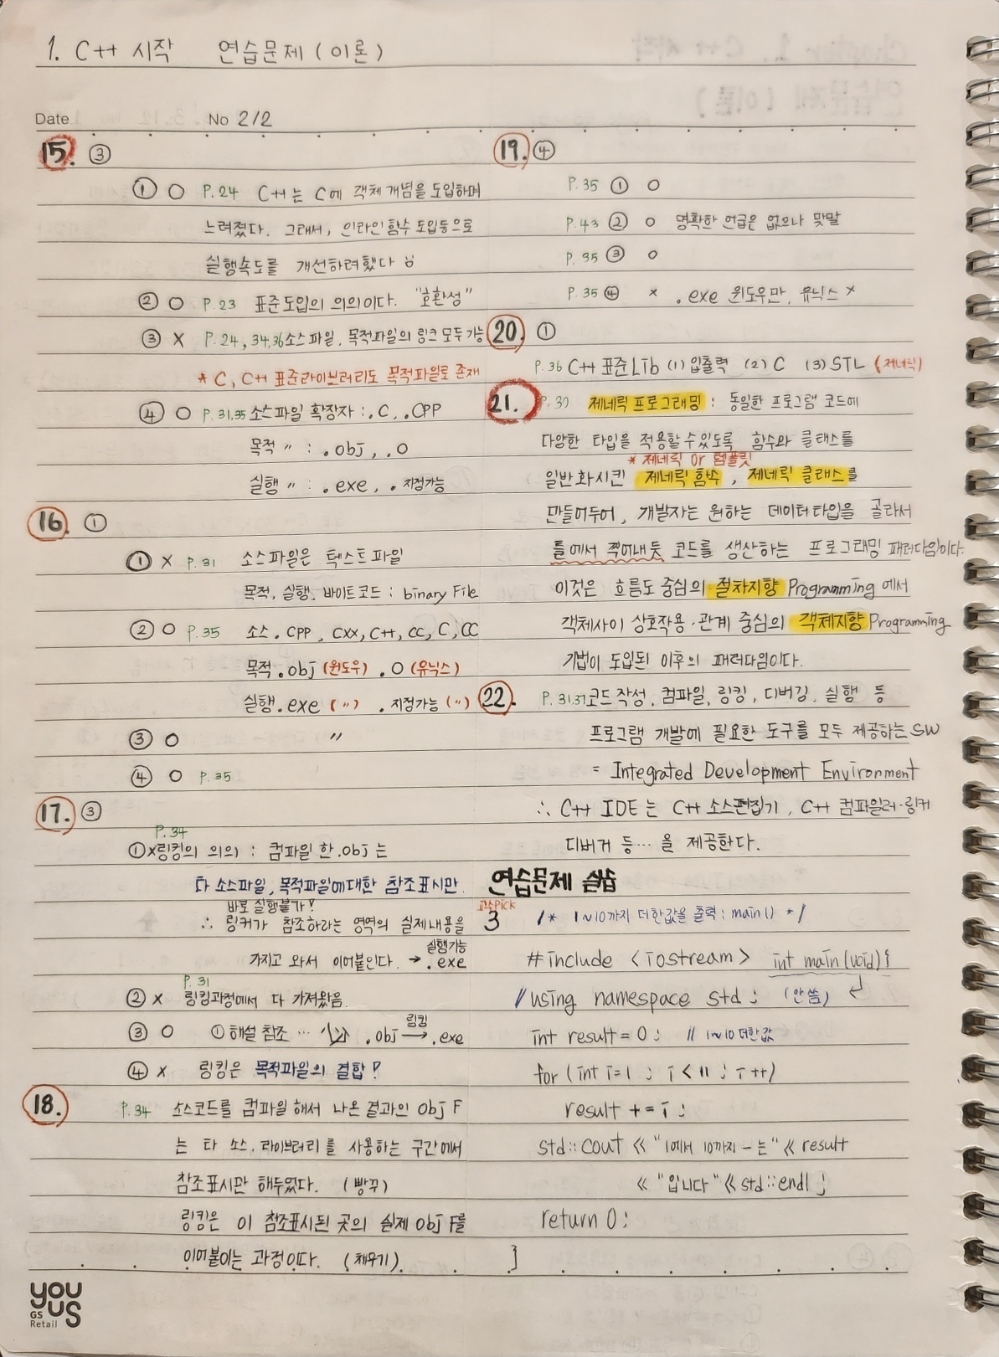 1. C++ 시작 연습문제 (이론)
Date No 2/2
15. ③
① O P.24 C++는 C에 객체 개념을 도입하며
느려졌다. 그래서, 인라인함수 도입등으로
실행속도를 개선하려했다
② O P.23 표준도입의 의의이다. "호환성"
③ X P.24, 34,36 소스파일, 목적파일의 링크 모두가능
* C, C++ 표준라이브러리도 목적파일로 존재
④ O P.31,35 소스파일 확장자 : .C, .CPP
목적 〃 : .obj, .O
실행 〃 : .exe, . 지정가능
16. ①
① X P.31 소스파일은 텍스트파일
목적, 실행, 바이트코드 : binary File
② O P.35 소스. CPP, CXX, C++, CC, C, CC
목적.obj (윈도우) .O (유닉스)
실행.exe (〃) . 지정가능 (〃)
③ O 〃
④ O P.35
17. ③
P.34
① X 링킹의 의의 : 컴파일 한 .obj 는
타 소스파일, 목적파일에 대한 참조표시만.
바로 실행불가!
∴ 링커가 참조하라는 영역의 실제내용을
가지고 와서 이어붙인다. → .exe 실행가능
P.31
② X 링킹과정에서 다 가져왔음.
③ O ①해설 참조 … .obj 링킹→ .exe
④ X 링킹은 목적파일의 결합!
18. P.34 소스코드를 컴파일 해서 나온 결과인 Obj F
는 타 소스, 라이브러리를 사용하는 구간에서
참조표시만 해두었다. (빵꾸)
링킹은 이 참조표시된 곳의 실제 Obj F를
이어붙이는 과정이다. (채우기)
19. ④
P.35 ① O
P.43 ② O 명확한 언급은 없으나 맞말
P.35 ③ O
P.35 ④ X .exe 윈도우만, 유닉스 X
20. ①
P.36 C++ 표준 Lib (1) 입출력 (2) C (3) STL (제네릭)
21. 제네릭 프로그래밍 : 동일한 프로그램 코드에
다양한 타입을 적용할 수 있도록 함수와 클래스를
* 제네릭 or 템플릿
일반화시킨 제네릭 함수, 제네릭 클래스를
만들어두어, 개발자는 원하는 데이터타입을 골라서
틀에서 찍어내듯 코드를 생산하는 프로그래밍 패러다임이다.
이것은 흐름도 중심의 절차지향 Programming 에서
객체사이 상호작용·관계 중심의 객체지향 Programming
기법이 도입된 이후의 패러다임이다.
22. P.31,37 코드 작성, 컴파일, 링킹, 디버깅, 실행 등
프로그램 개발에 필요한 도구를 모두 제공하는 SW
= Integrated Development Environment
∴ C++ IDE 는 C++ 소스편집기, C++ 컴파일러·링커
디버거 등… 을 제공한다.
연습문제 실습
3 /* 1~10까지 더한값을 출력 : main() */
#include <iostream> int main(void){
//using namespace std ; (안씀)
int result = 0 ; // 1~10 더한값
for (int i=1 ; i < 11 ; i ++)
result += i ;
std::cout << "1에서 10까지 - 는" << result
<< "입니다" << std::endl ;
return 0 ;
}
YOU US
GS Retail